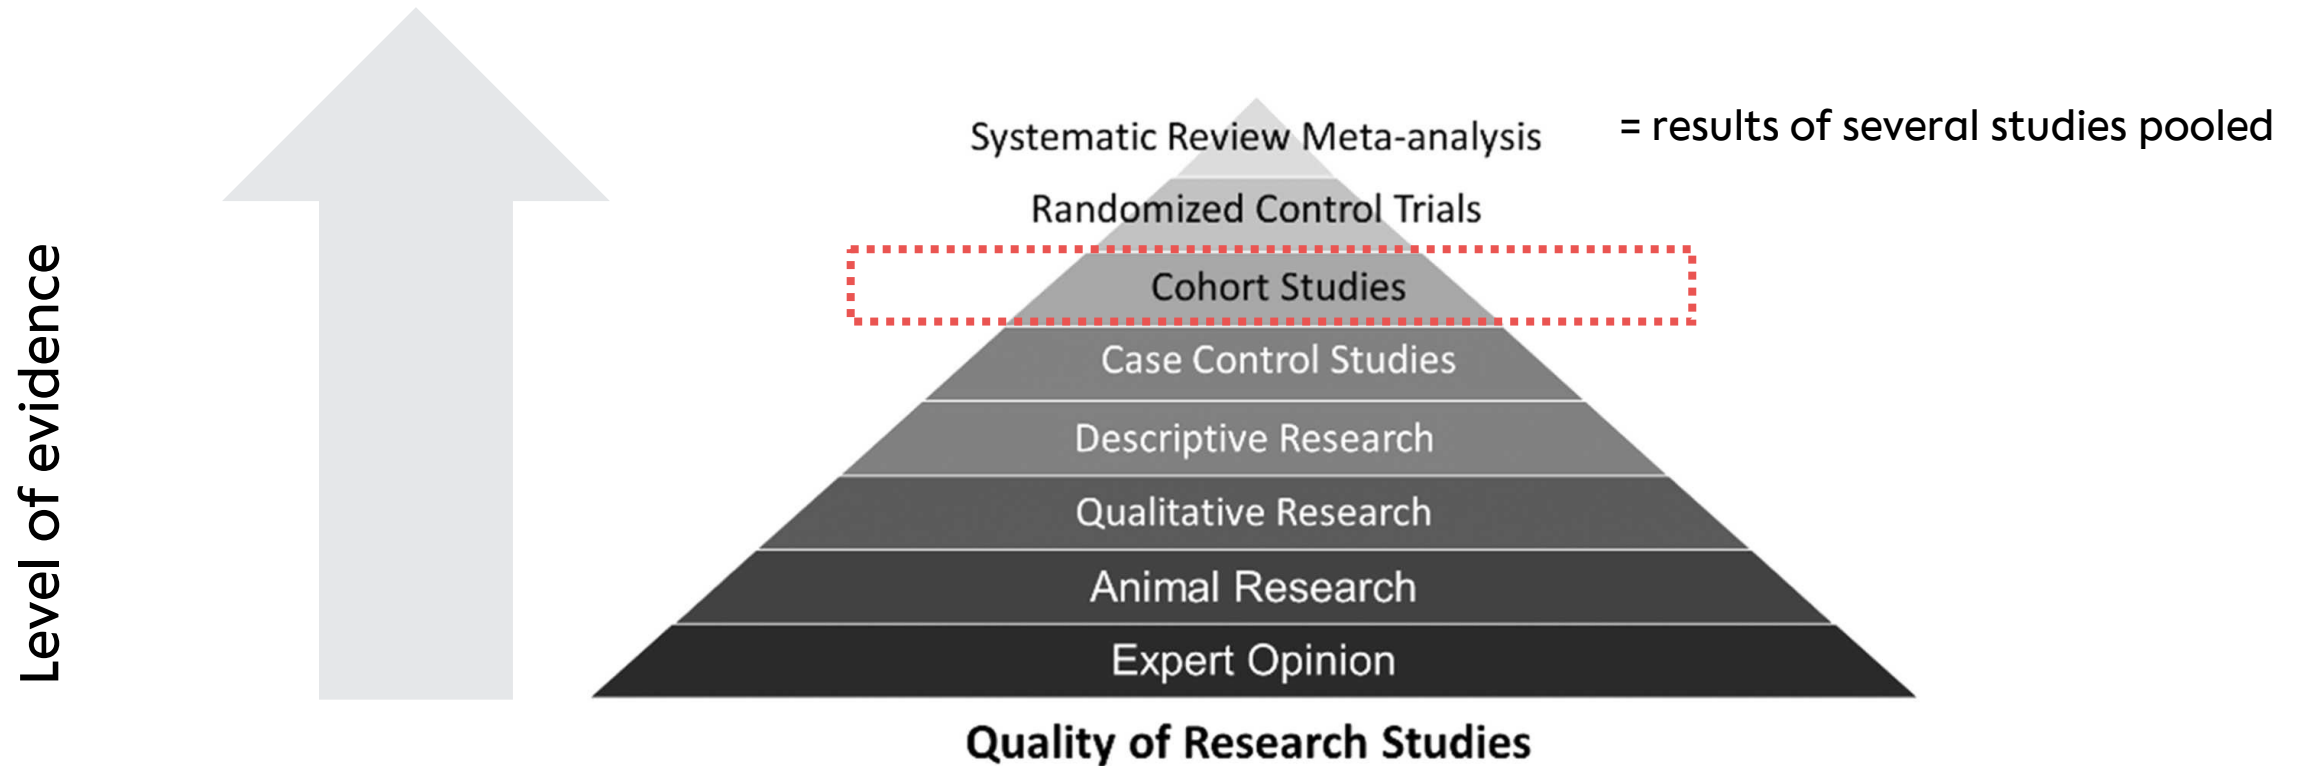 Systematic Review Meta-analysis
= results of several studies pooled
Randomized Control Trials
Cohort Studies
Case Control Studies
Descriptive Research
Qualitative Research
Animal Research
Expert Opinion
Quality of Research Studies
Level of evidence